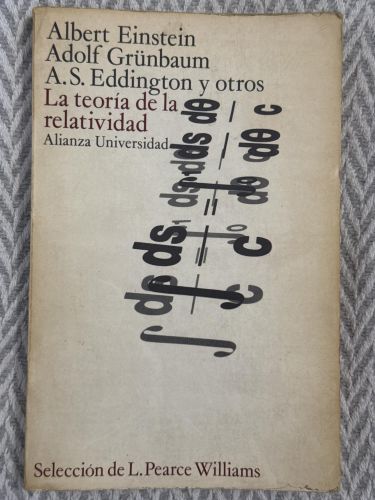 Albert Einstein
Adolf Grünbaum
A.S. Eddington y otros
La teoría de la
relatividad
Alianza Universidad
Selección de L. Pearce Williams